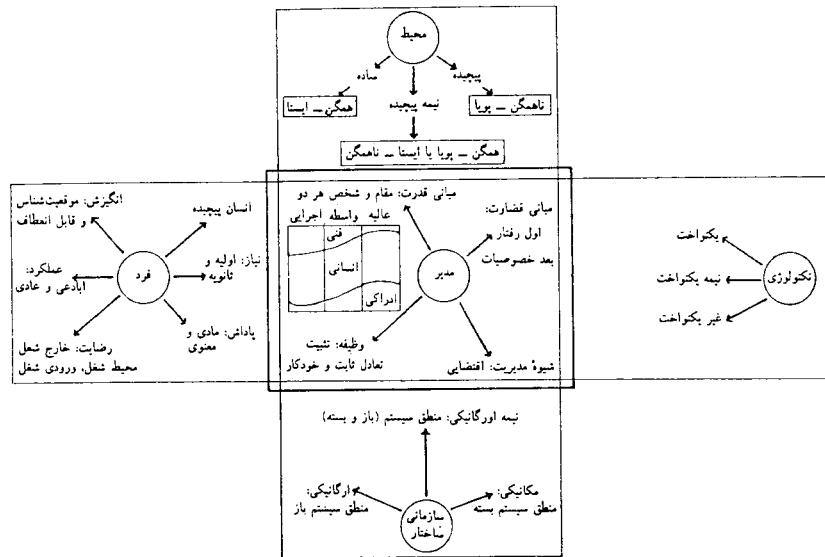 محیط
پیچیده
ساده
نیمه پیچیده
ناهمگن – پویا
همگن – ایستا
همگن – پویا یا ایستا – ناهمگن
تکنولوژی
یکنواخت
نیمه یکنواخت
غیر یکنواخت
مدیر
مبانی قدرت: مقام و شخص هر دو
مبانی قضارت:
اول رفتار
بعد خصوصیات
عالیه واسطه اجرایی
فنی
انسانی
ادراکی
وظیفه: تثبیت
تعادل ثابت و خودکار
شیوهٔ مدیریت: اقتضایی
فرد
انگیزش: موقعیت‌شناس
و قابل انعطاف
انسان پیچیده
نیاز: اولیه و
ثانویه
عملکرد:
ابداعی و عادی
پاداش: مادی و
معنوی
رضایت: خارج شغل
محیط شغل، ورودی شغل
نیمه اورگانیکی: منطق سیستم (باز و بسته)
مکانیکی:
منطق سیستم بسته
ارگانیکی:
منطق سیستم باز
سازمانی
ساختار